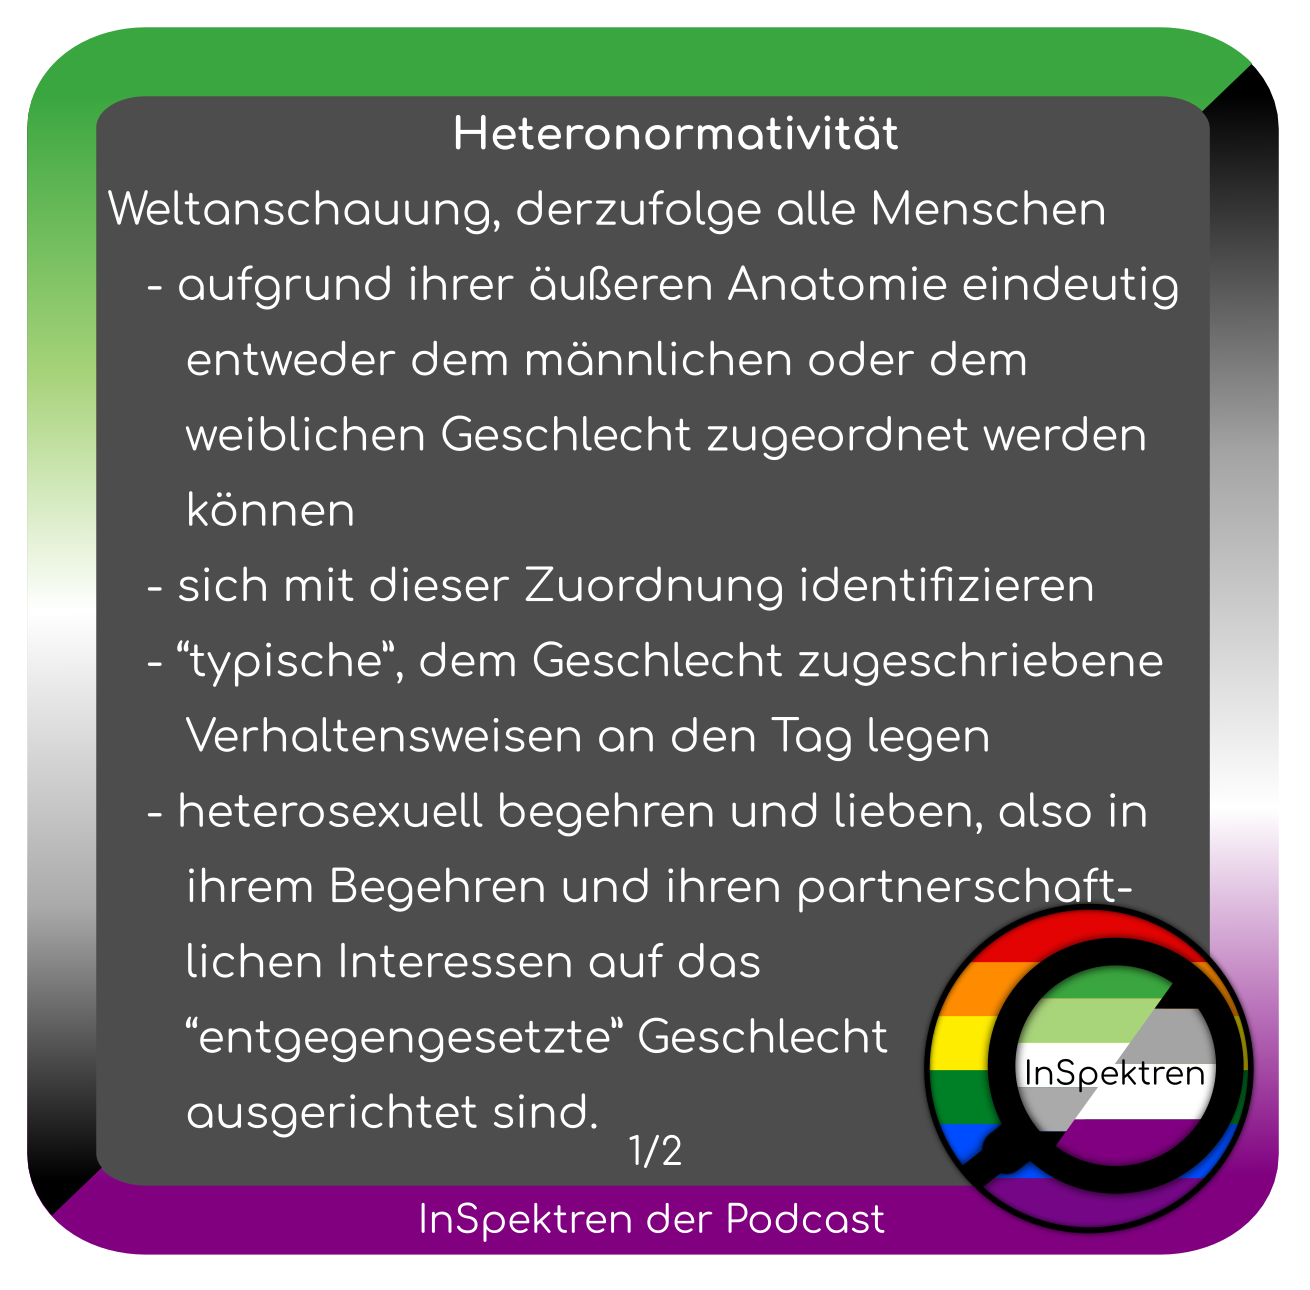 Heteronormativität
Weltanschauung, derzufolge alle Menschen
- aufgrund ihrer äußeren Anatomie eindeutig
entweder dem männlichen oder dem
weiblichen Geschlecht zugeordnet werden
können
- sich mit dieser Zuordnung identifizieren
- “typische”, dem Geschlecht zugeschriebene
Verhaltensweisen an den Tag legen
- heterosexuell begehren und lieben, also in
ihrem Begehren und ihren partnerschaft-
lichen Interessen auf das
“entgegengesetzte” Geschlecht
ausgerichtet sind.
1/2
InSpektren
InSpektren der Podcast